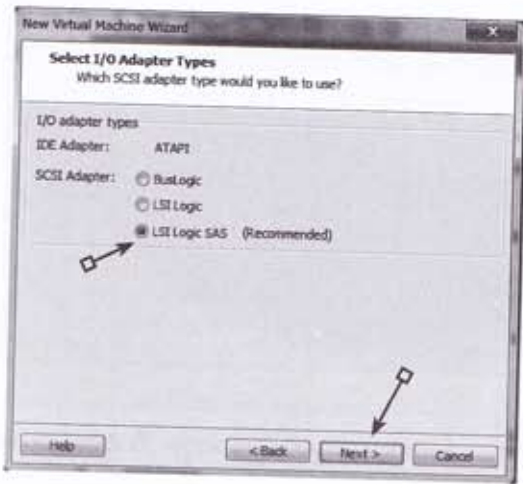 New Virtual Machine Wizard
Select I/O Adapter Types
Which SCSI adapter type would you like to use?
I/O adapter types
IDE Adapter: ATAPI
SCSI Adapter: BusLogic
LSI Logic
LSI Logic SAS (Recommended)
Help < Back Next > Cancel